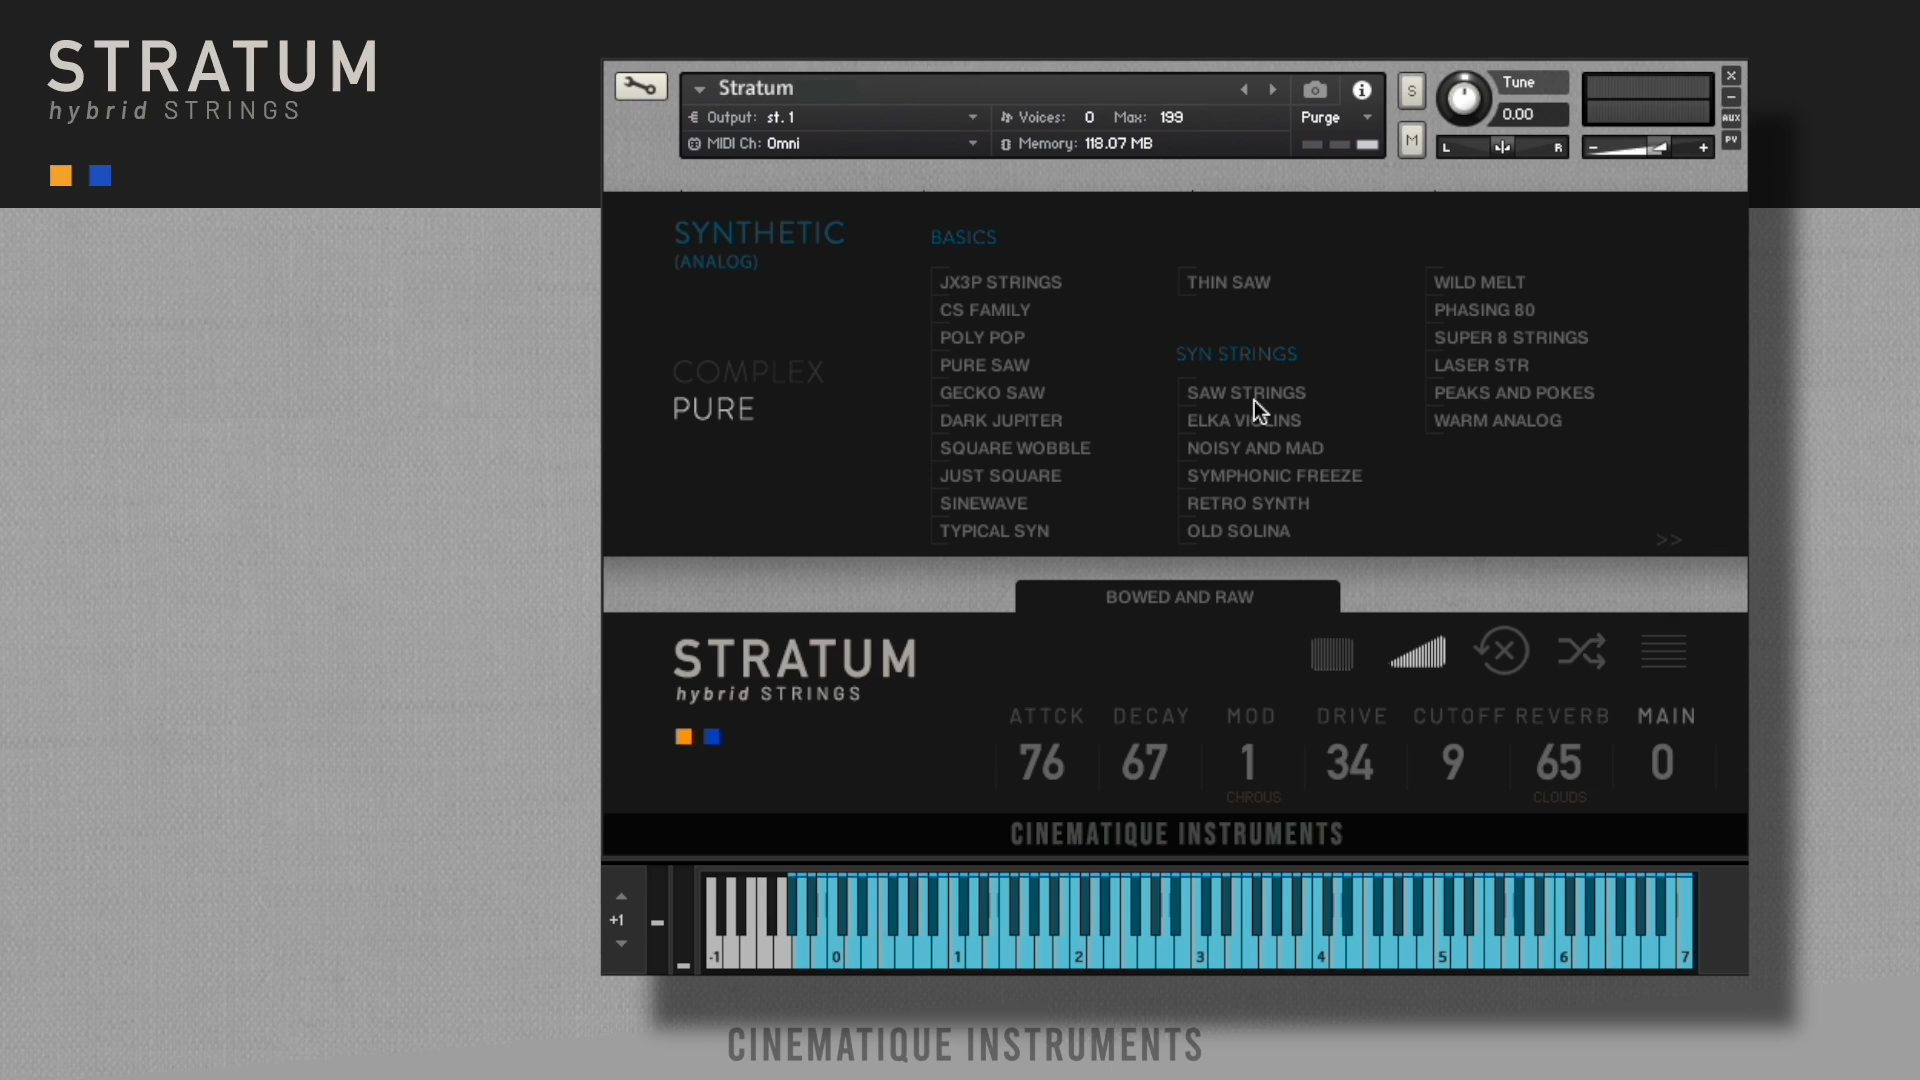 STRATUM
hybrid STRINGS
Stratum
Output: st. 1
Voices: 0 Max: 199
Purge
MIDI Ch: Omni
Memory: 118.07 MB
S
M
Tune
0.00
L
R
AUX
PV
SYNTHETIC
(ANALOG)
COMPLEX
PURE
BASICS
JX3P STRINGS
CS FAMILY
POLY POP
PURE SAW
GECKO SAW
DARK JUPITER
SQUARE WOBBLE
JUST SQUARE
SINEWAVE
TYPICAL SYN
THIN SAW
SYN STRINGS
SAW STRINGS
ELKA VIOLINS
NOISY AND MAD
SYMPHONIC FREEZE
RETRO SYNTH
OLD SOLINA
WILD MELT
PHASING 80
SUPER 8 STRINGS
LASER STR
PEAKS AND POKES
WARM ANALOG
>>
BOWED AND RAW
STRATUM
hybrid STRINGS
ATTCK DECAY MOD DRIVE CUTOFF REVERB MAIN
76 67 1 34 9 65 0
CHROUS CLOUDS
CINEMATIQUE INSTRUMENTS
+1
-1 0 1 2 3 4 5 6 7
CINEMATIQUE INSTRUMENTS